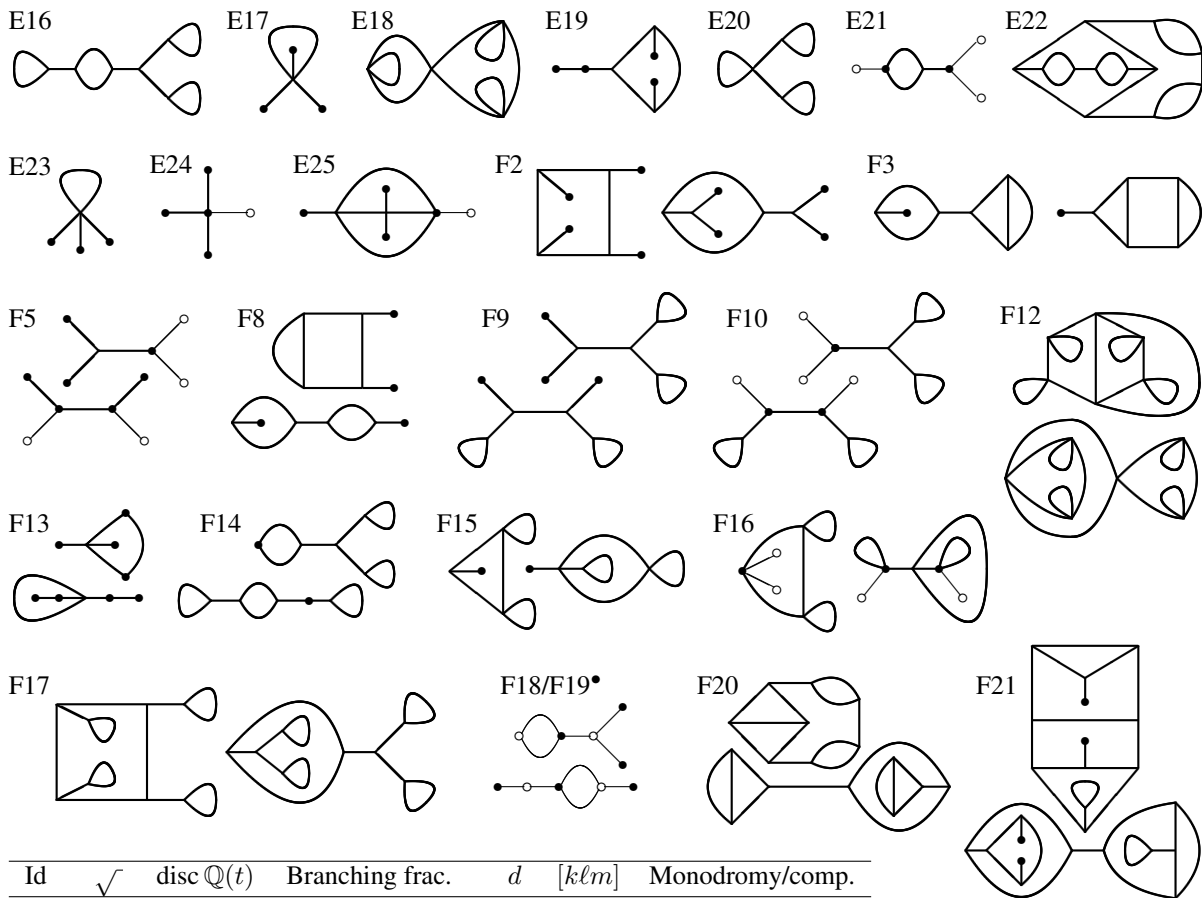 E16 E17 E18 E19 E20 E21 E22
E23 E24 E25 F2 F3
F5 F8 F9 F10 F12
F13 F14 F15 F16
F17 F18/F19• F20 F21
Id √ disc ℚ(t) Branching frac. d [kℓm] Monodromy/comp.